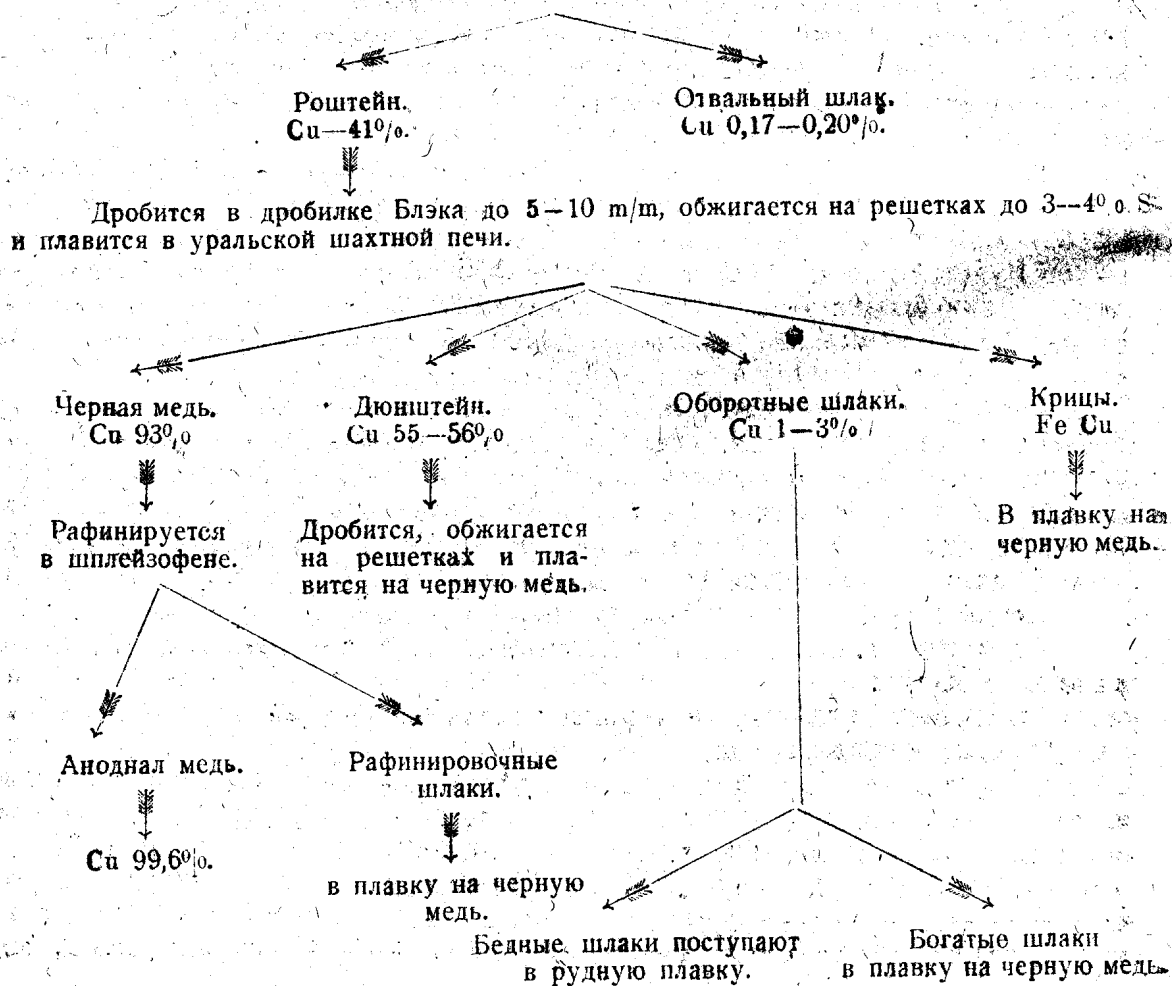 Роштейн.
Cu—41%.
Отвальный шлак.
Cu 0,17—0,20%.
Дробится в дробилке Блэка до 5—10 m/m, обжигается на решетках до 3—4% S
и плавится в уральской шахтной печи.
Черная медь.
Cu 93%
Дюнштейн.
Cu 55—56%
Оборотные шлаки.
Cu 1—3%
Крицы.
Fe Cu
Рафинируется
в шплейзофене.
Дробится, обжигается
на решетках и пла-
вится на черную медь.
В плавку на
черную медь.
Анодная медь.
Cu 99,6%.
Рафинировочные
шлаки.
в плавку на черную
медь.
Бедные шлаки поступают
в рудную плавку.
Богатые шлаки
в плавку на черную медь.